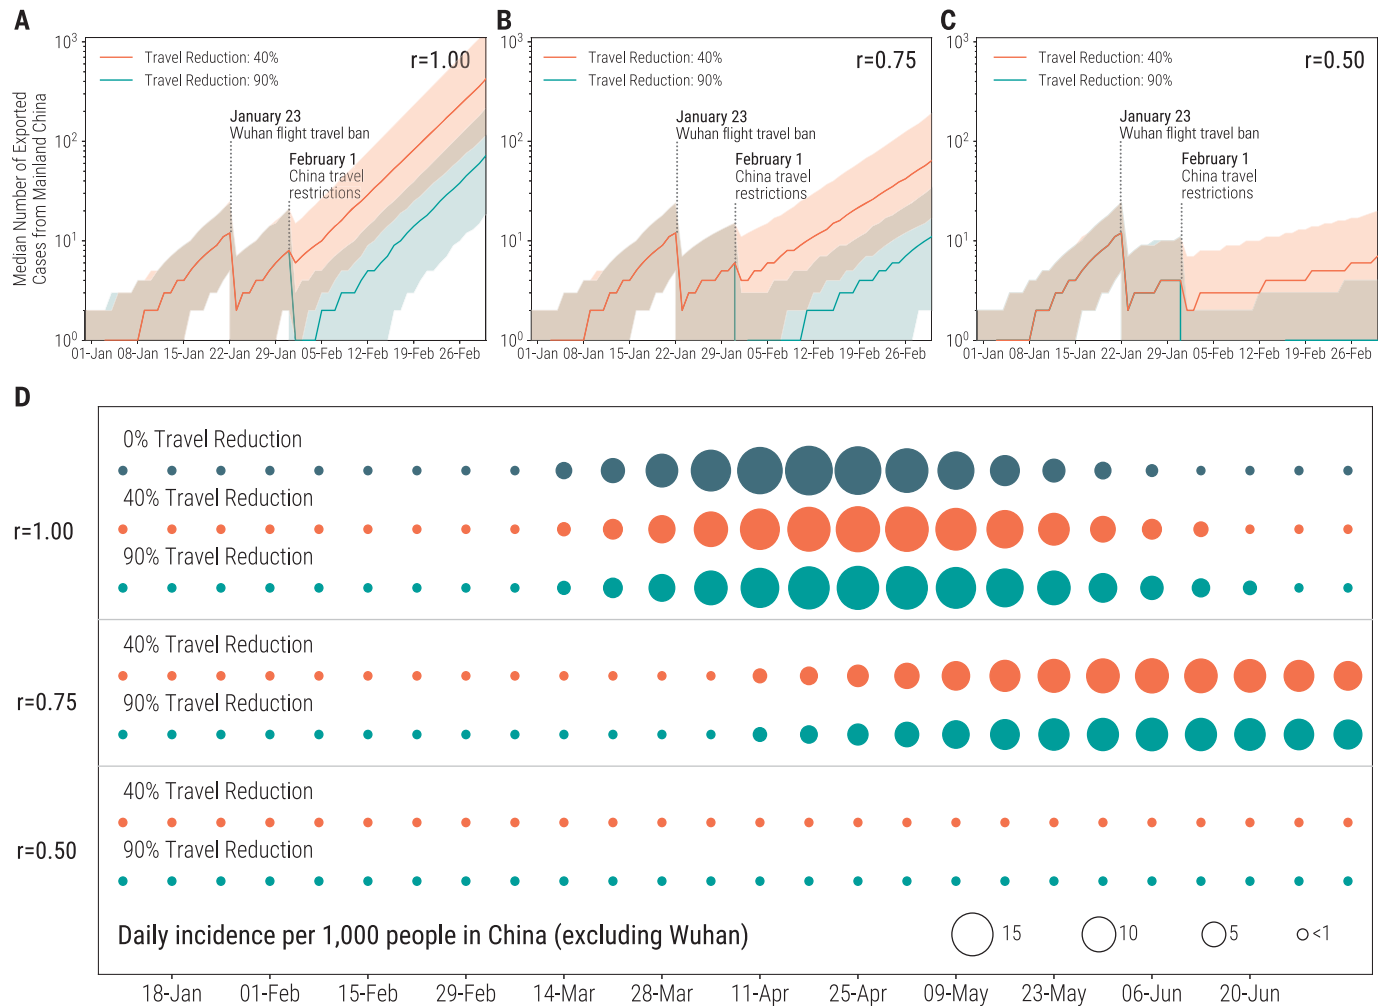 A
Median Number of Exported
Cases from Mainland China
10³
10²
10¹
10⁰
Travel Reduction: 40%
Travel Reduction: 90%
r=1.00
January 23
Wuhan flight travel ban
February 1
China travel
restrictions
01-Jan 08-Jan 15-Jan 22-Jan 29-Jan 05-Feb 12-Feb 19-Feb 26-Feb
B
10³
10²
10¹
10⁰
Travel Reduction: 40%
Travel Reduction: 90%
r=0.75
January 23
Wuhan flight travel ban
February 1
China travel
restrictions
01-Jan 08-Jan 15-Jan 22-Jan 29-Jan 05-Feb 12-Feb 19-Feb 26-Feb
C
10³
10²
10¹
10⁰
Travel Reduction: 40%
Travel Reduction: 90%
r=0.50
January 23
Wuhan flight travel ban
February 1
China travel
restrictions
01-Jan 08-Jan 15-Jan 22-Jan 29-Jan 05-Feb 12-Feb 19-Feb 26-Feb
D
r=1.00
0% Travel Reduction
40% Travel Reduction
90% Travel Reduction
r=0.75
40% Travel Reduction
90% Travel Reduction
r=0.50
40% Travel Reduction
90% Travel Reduction
Daily incidence per 1,000 people in China (excluding Wuhan)
15 10 5 <1
18-Jan 01-Feb 15-Feb 29-Feb 14-Mar 28-Mar 11-Apr 25-Apr 09-May 23-May 06-Jun 20-Jun